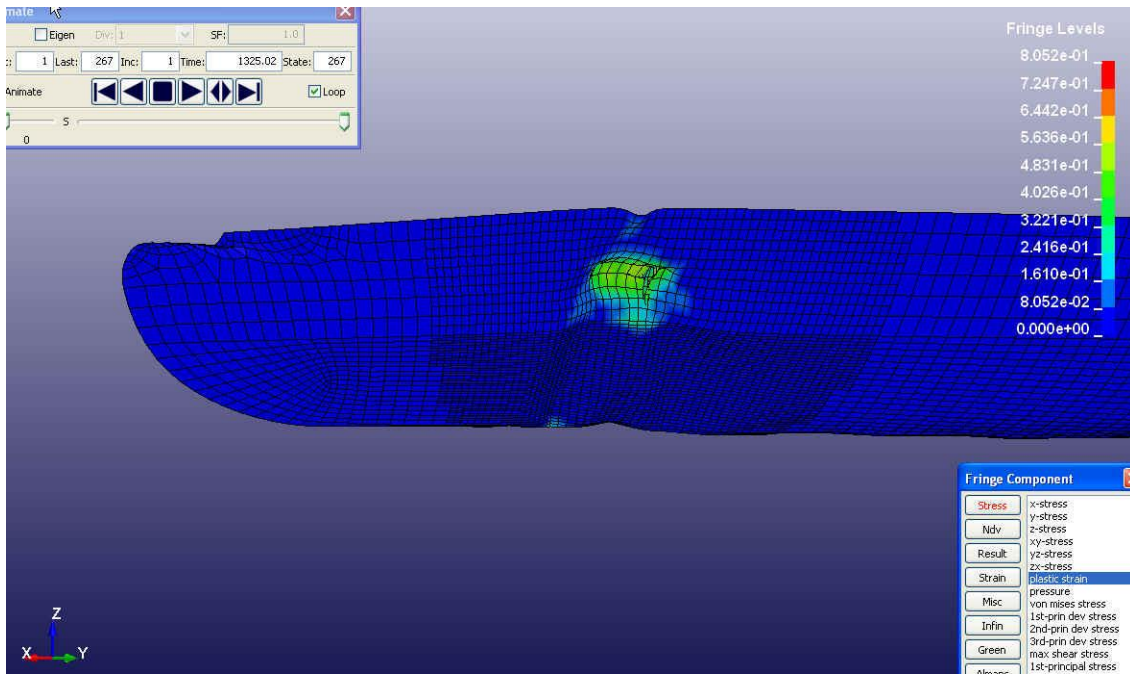 mate
Eigen Div: 1 SF: 1.0
1 Last: 267 Inc: 1 Time: 1325.02 State: 267
Animate Loop
S
0
Fringe Levels
8.052e-01
7.247e-01
6.442e-01
5.636e-01
4.831e-01
4.026e-01
3.221e-01
2.416e-01
1.610e-01
8.052e-02
0.000e+00
Fringe Component
Stress
Ndv
Result
Strain
Misc
Infin
Green
x-stress
y-stress
z-stress
xy-stress
yz-stress
zx-stress
plastic strain
pressure
von mises stress
1st-prin dev stress
2nd-prin dev stress
3rd-prin dev stress
max shear stress
1st-principal stress
Z
X
Y